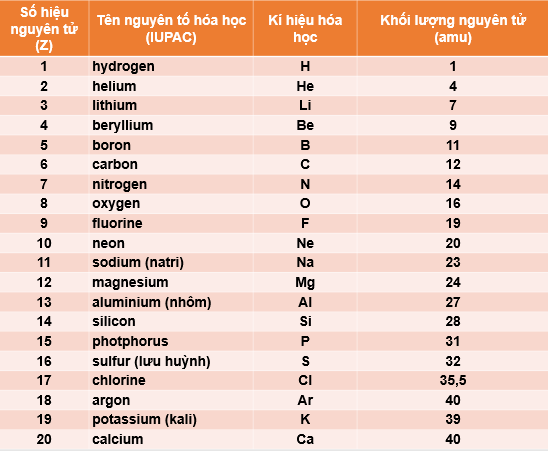 Số hiệu nguyên tử (Z) Tên nguyên tố hóa học (IUPAC) Kí hiệu hóa học Khối lượng nguyên tử (amu)
1 hydrogen H 1
2 helium He 4
3 lithium Li 7
4 beryllium Be 9
5 boron B 11
6 carbon C 12
7 nitrogen N 14
8 oxygen O 16
9 fluorine F 19
10 neon Ne 20
11 sodium (natri) Na 23
12 magnesium Mg 24
13 aluminium (nhôm) Al 27
14 silicon Si 28
15 photphorus P 31
16 sulfur (lưu huỳnh) S 32
17 chlorine Cl 35,5
18 argon Ar 40
19 potassium (kali) K 39
20 calcium Ca 40